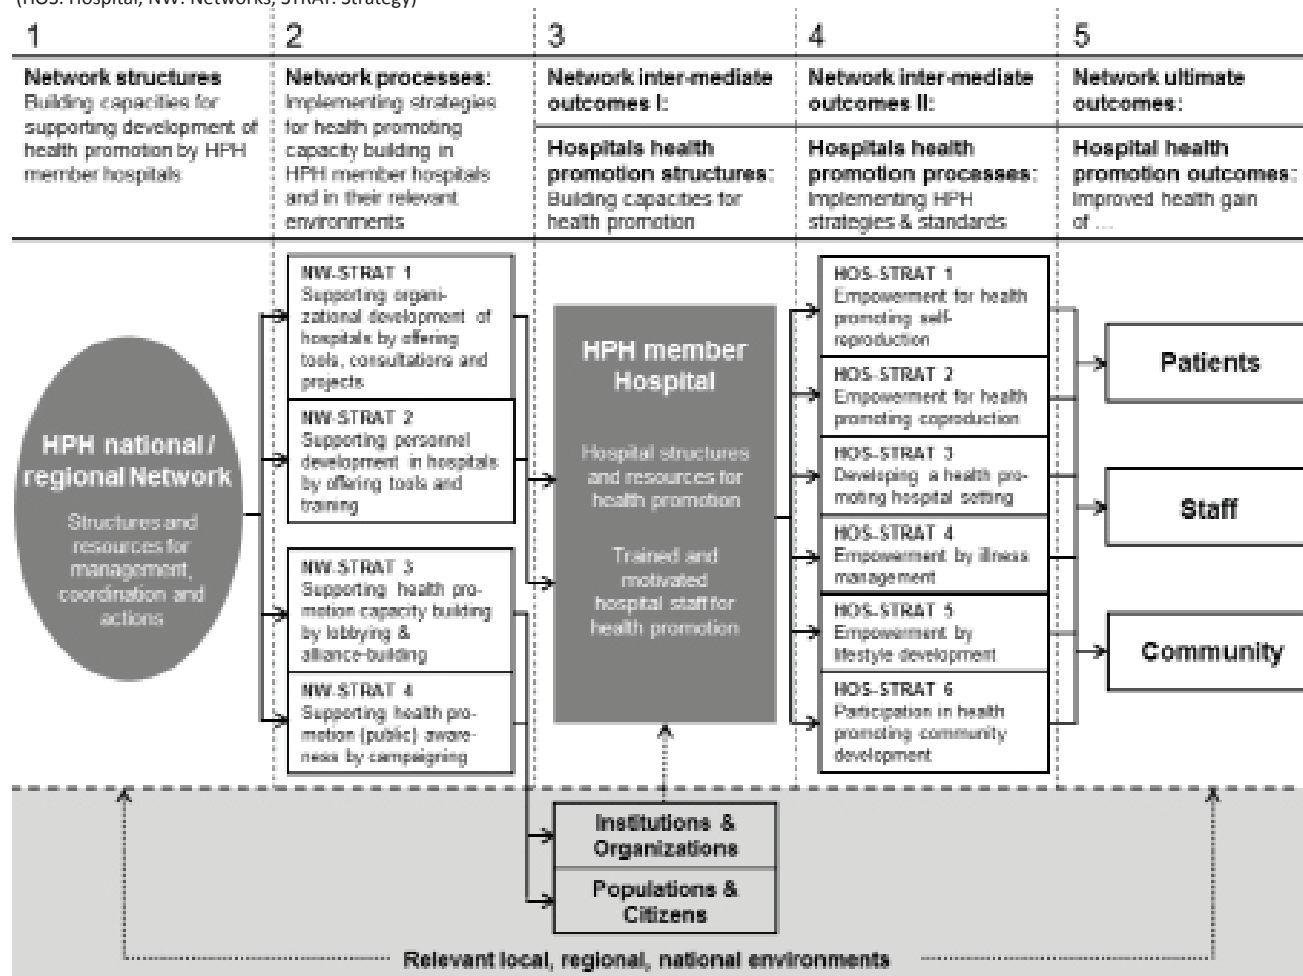 (HOS: Hospital, NW: Networks, STRAT: Strategy)
1
2
3
4
5
Network structures
Building capacities for
supporting development of
health promotion by HPH
member hospitals
Network processes:
Implementing strategies
for health promoting
capacity building in
HPH member hospitals
and in their relevant
environments
Network inter-mediate
outcomes I:
Hospitals health
promotion structures:
Building capacities for
health promotion
Network inter-mediate
outcomes II:
Hospitals health
promotion processes:
Implementing HPH
strategies & standards
Network ultimate
outcomes:
Hospital health
promotion outcomes:
Improved health gain
of ...
HPH national /
regional Network
Structures and
resources for
management,
coordination and
actions
NW-STRAT 1
Supporting organi-
zational development of
hospitals by offering
tools, consultations and
projects
NW-STRAT 2
Supporting personnel
development in hospitals
by offering tools and
training
NW-STRAT 3
Supporting health pro-
motion capacity building
by lobbying &
alliance-building
NW-STRAT 4
Supporting health pro-
motion (public) aware-
ness by campaigning
HPH member
Hospital
Hospital structures
and resources for
health promotion
Trained and
motivated
hospital staff for
health promotion
HOS-STRAT 1
Empowerment for health
promoting self-
reproduction
HOS-STRAT 2
Empowerment for health
promoting coproduction
HOS-STRAT 3
Developing a health pro-
moting hospital setting
HOS-STRAT 4
Empowerment by illness
management
HOS-STRAT 5
Empowerment by
lifestyle development
HOS-STRAT 6
Participation in health
promoting community
development
Patients
Staff
Community
Institutions &
Organizations
Populations &
Citizens
Relevant local, regional, national environments